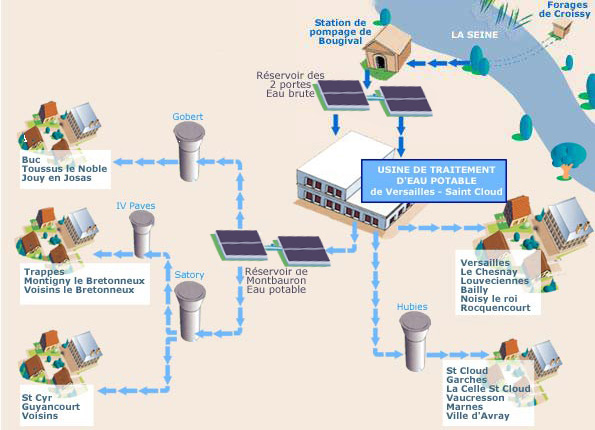 Forages
de Croissy
Station de
pompage de
Bougival
LA SEINE
Réservoir des
2 portes
Eau brute
Gobert
Buc
Toussus le Noble
Jouy en Josas
USINE DE TRAITEMENT
D'EAU POTABLE
de Versailles - Saint Cloud
IV Paves
Trappes
Montigny le Bretonneux
Voisins le Bretonneux
Satory
Réservoir de
Montbauron
Eau potable
Versailles
Le Chesnay
Louveciennes
Bailly
Noisy le roi
Rocquencourt
Hubies
St Cyr
Guyancourt
Voisins
St Cloud
Garches
La Celle St Cloud
Vaucresson
Marnes
Ville d'Avray